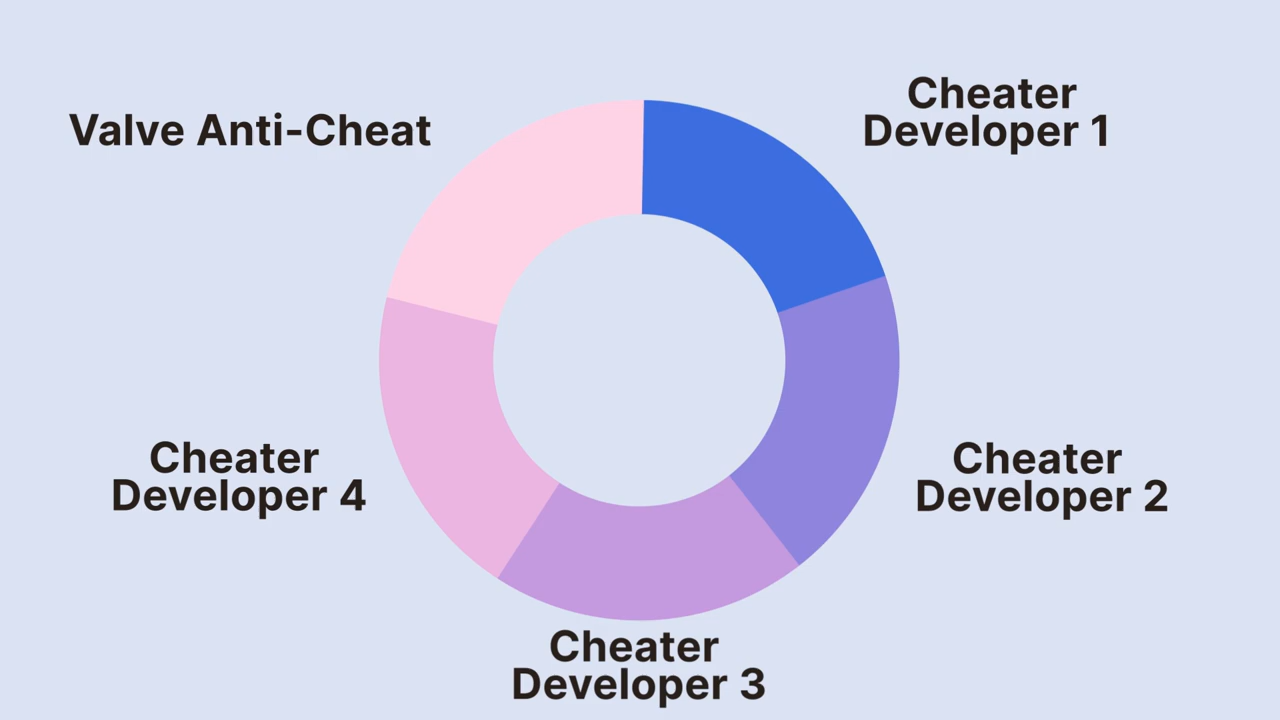 Cheater
Developer 1
Valve Anti-Cheat
Cheater
Developer 4
Cheater
Developer 2
Cheater
Developer 3